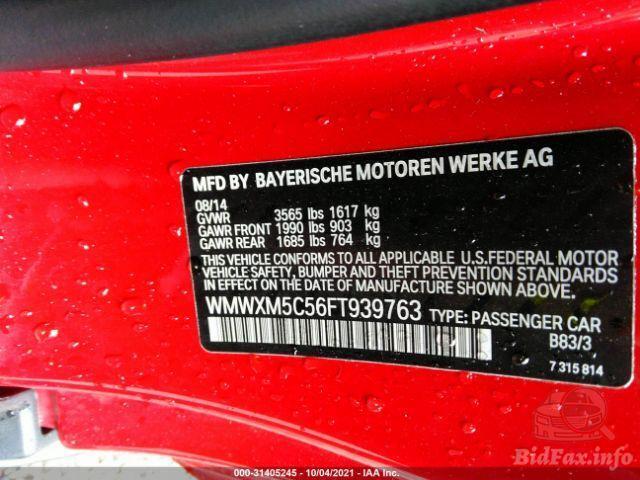 MFD BY BAYERISCHE MOTOREN WERKE AG
08/14
GVWR 3565 lbs 1617 kg
GAWR FRONT 1990 lbs 903 kg
GAWR REAR 1685 lbs 764 kg
THIS VEHICLE CONFORMS TO ALL APPLICABLE U.S.FEDERAL MOTOR
VEHICLE SAFETY, BUMPER AND THEFT PREVENTION STANDARDS
IN EFFECT ON THE DATE OF MANUFACTURE SHOWN ABOVE.
WMWXM5C56FT939763 TYPE: PASSENGER CAR
B83/3
7 315 814
BidFax.info
000-31405245 - 10/04/2021 - IAA Inc.